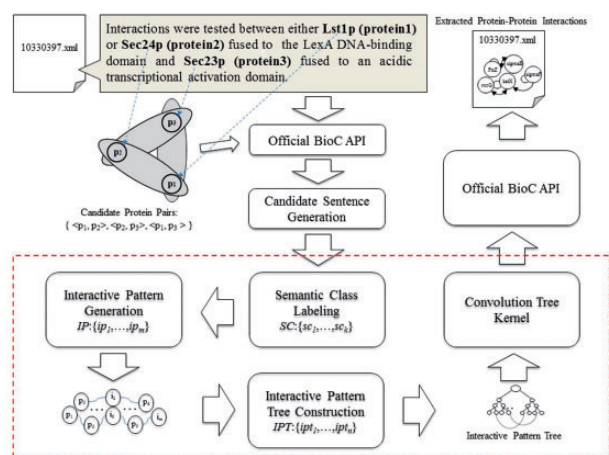 10330397.xml
Interactions were tested between either Lst1p (protein1)
or Sec24p (protein2) fused to the LexA DNA-binding
domain and Sec23p (protein3) fused to an acidic
transcriptional activation domain.
Extracted Protein-Protein Interactions
10330397.xml
p3
p2
p1
Candidate Protein Pairs:
{ <p1, p2>, <p2, p3>, <p1, p3> }
Official BioC API
Candidate Sentence
Generation
Official BioC API
Interactive Pattern
Generation
IP:{ip1,…,ipm}
Semantic Class
Labeling
SC:{sc1,…,sck}
Convolution Tree
Kernel
Interactive Pattern
Tree Construction
IPT:{ipt1,…,iptn}
Interactive Pattern Tree